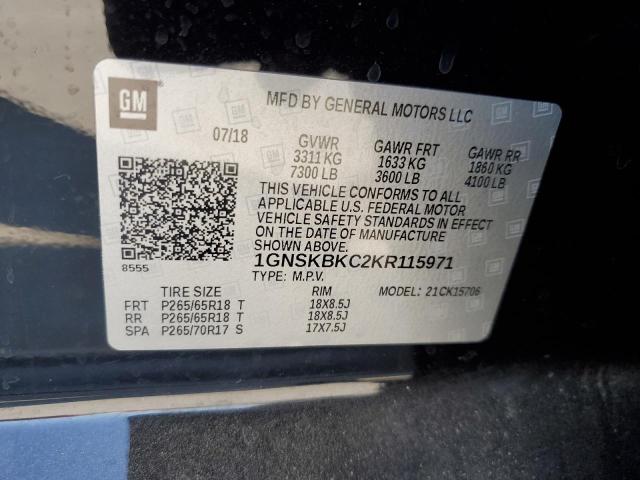 GM
MFD BY GENERAL MOTORS LLC
07/18 GVWR GAWR FRT GAWR RR
3311 KG 1633 KG 1860 KG
7300 LB 3600 LB 4100 LB
THIS VEHICLE CONFORMS TO ALL
APPLICABLE U.S. FEDERAL MOTOR
VEHICLE SAFETY STANDARDS IN EFFECT
ON THE DATE OF MANUFACTURE
SHOWN ABOVE.
8555 1GNSKBKC2KR115971
TYPE: M.P.V.
TIRE SIZE RIM MODEL: 21CK15706
FRT P265/65R18 T 18X8.5J
RR P265/65R18 T 18X8.5J
SPA P265/70R17 S 17X7.5J